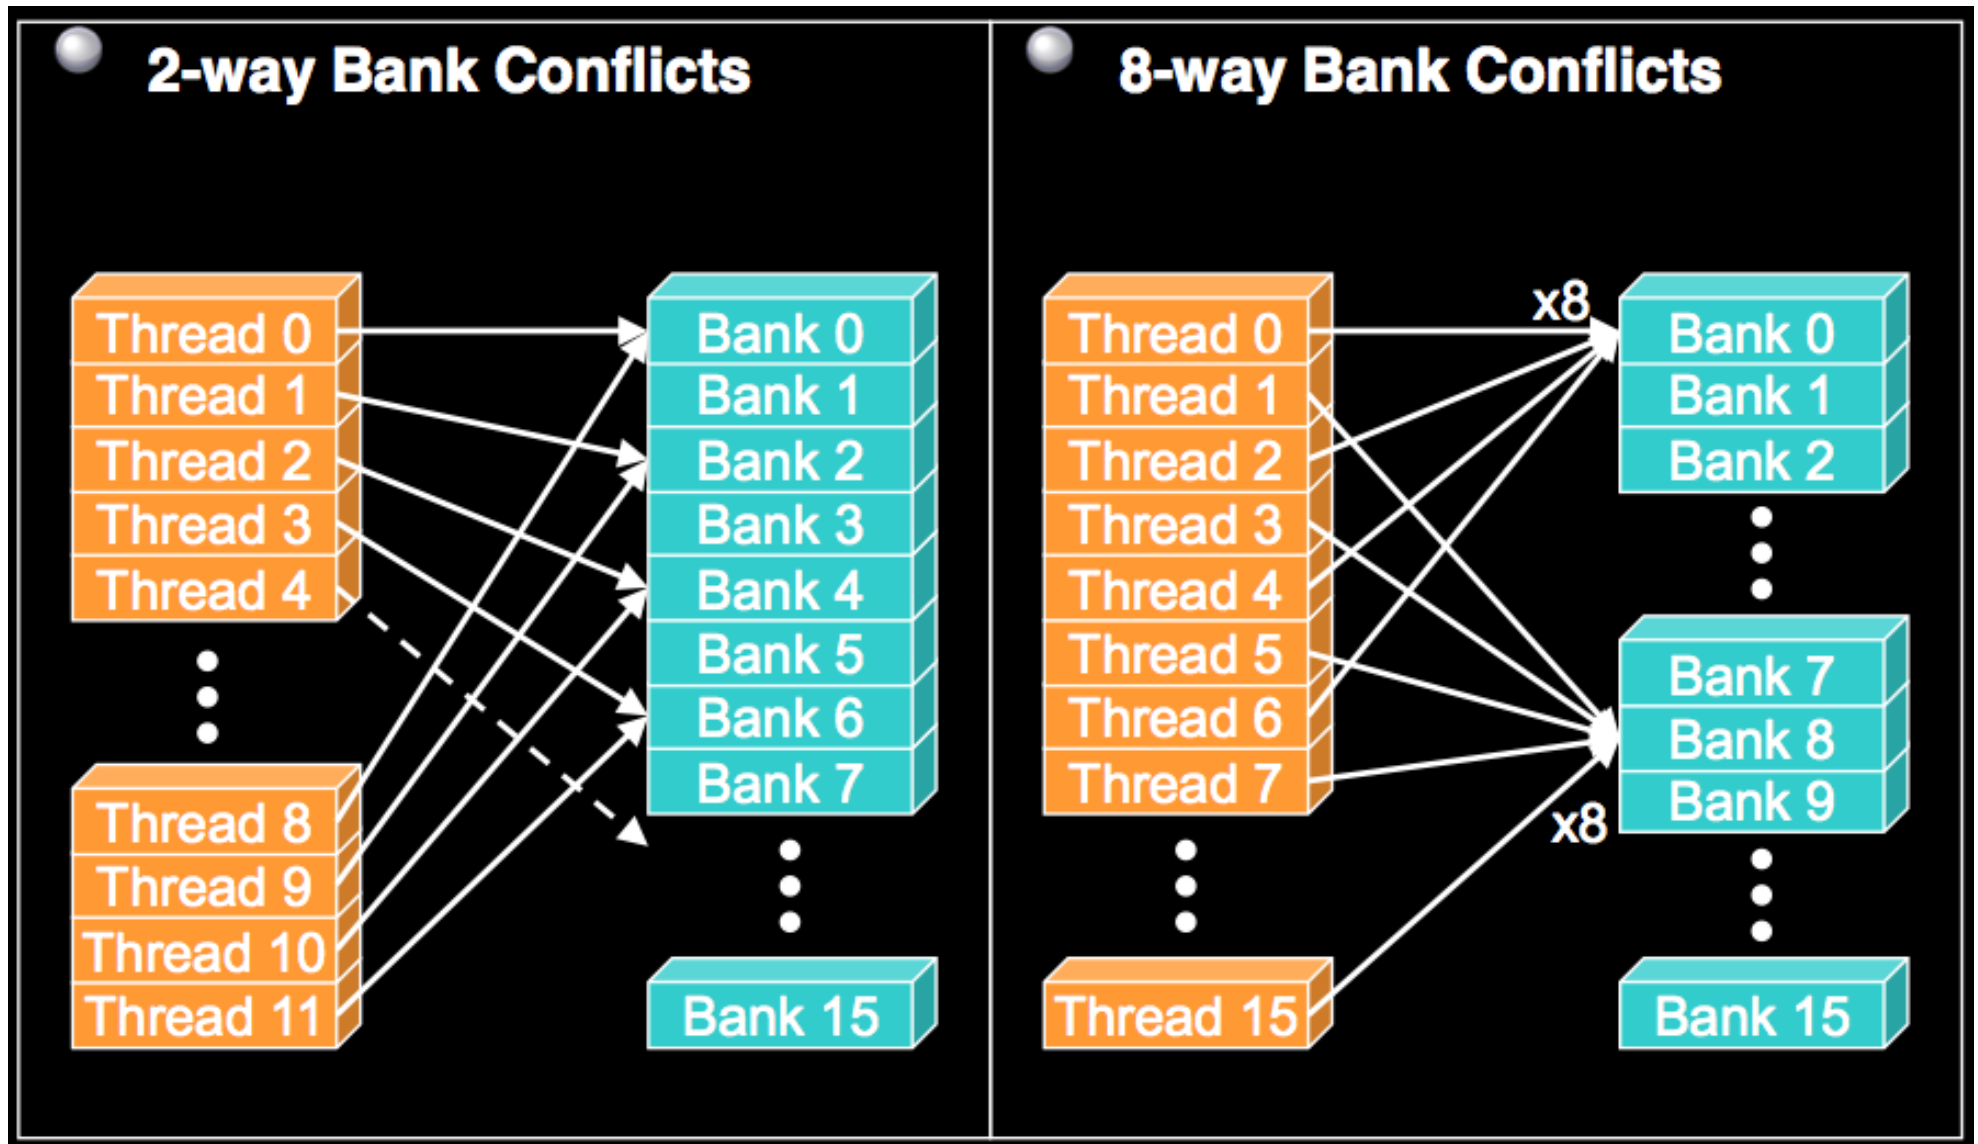 2-way Bank Conflicts
Thread 0
Thread 1
Thread 2
Thread 3
Thread 4
Thread 8
Thread 9
Thread 10
Thread 11
Bank 0
Bank 1
Bank 2
Bank 3
Bank 4
Bank 5
Bank 6
Bank 7
Bank 15
8-way Bank Conflicts
Thread 0
Thread 1
Thread 2
Thread 3
Thread 4
Thread 5
Thread 6
Thread 7
Thread 15
x8
x8
Bank 0
Bank 1
Bank 2
Bank 7
Bank 8
Bank 9
Bank 15